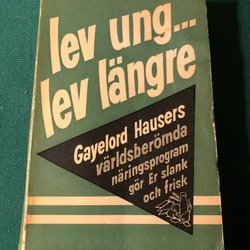 lev ung...
lev längre
Gayelord Hausers
världsberömda
näringsprogram
gör Er slank
och frisk